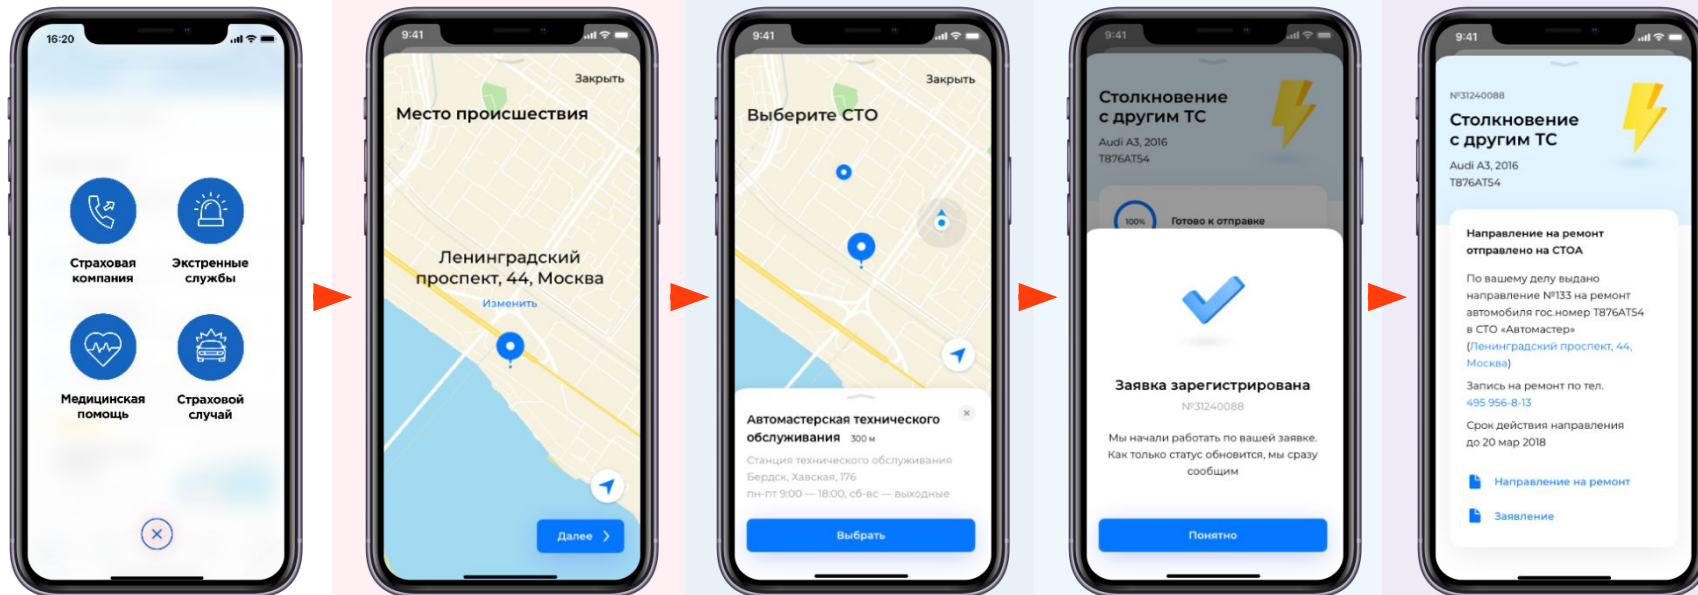 16:20
Страховая
компания
Экстренные
службы
Медицинская
помощь
Страховой
случай
9:41
Закрыть
Место происшествия
Ленинградский
проспект, 44, Москва
Изменить
Далее
9:41
Закрыть
Выберите СТО
Автомастерская технического
обслуживания 300 м
Станция технического обслуживания
Бердск, Хавская, 176
пн-пт 9:00 — 18:00, сб-вс — выходные
Выбрать
9:41
Столкновение
с другим ТС
Audi A3, 2016
T876AT54
100% Готово к отправке
Заявка зарегистрирована
№31240088
Мы начали работать по вашей заявке.
Как только статус обновится, мы сразу
сообщим
Понятно
9:41
№31240088
Столкновение
с другим ТС
Audi A3, 2016
T876AT54
Направление на ремонт
отправлено на СТОА
По вашему делу выдано
направление №133 на ремонт
автомобиля гос.номер T876AT54
в СТО «Автомастер»
(Ленинградский проспект, 44,
Москва)
Запись на ремонт по тел.
495 956-8-13
Срок действия направления
до 20 мар 2018
Направление на ремонт
Заявление